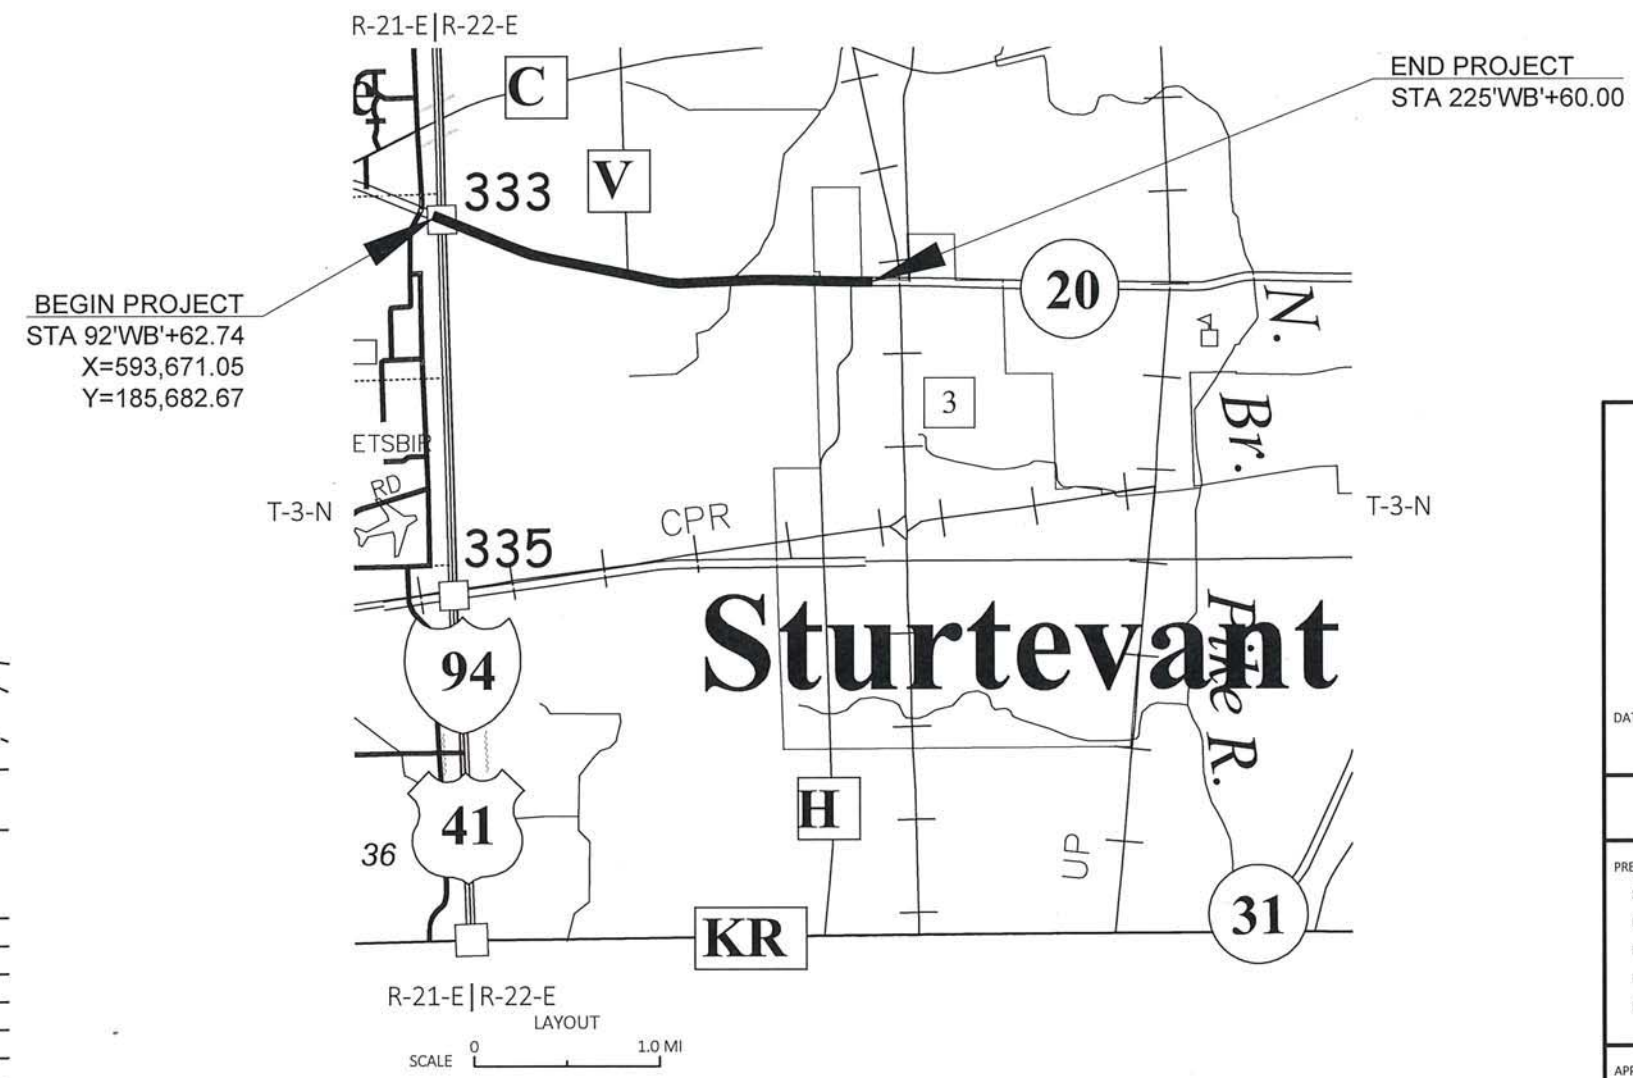 R-21-E|R-22-E
C
END PROJECT
STA 225'WB'+60.00
e
V
333
20
N.
BEGIN PROJECT
STA 92'WB'+62.74
X=593,671.05
Y=185,682.67
3
Br.
ETSBIR
RD
T-3-N
CPR
T-3-N
335
Sturtevant
Pike R.
94
41
H
36
UP
31
KR
R-21-E|R-22-E
LAYOUT
SCALE 0 1.0 MI